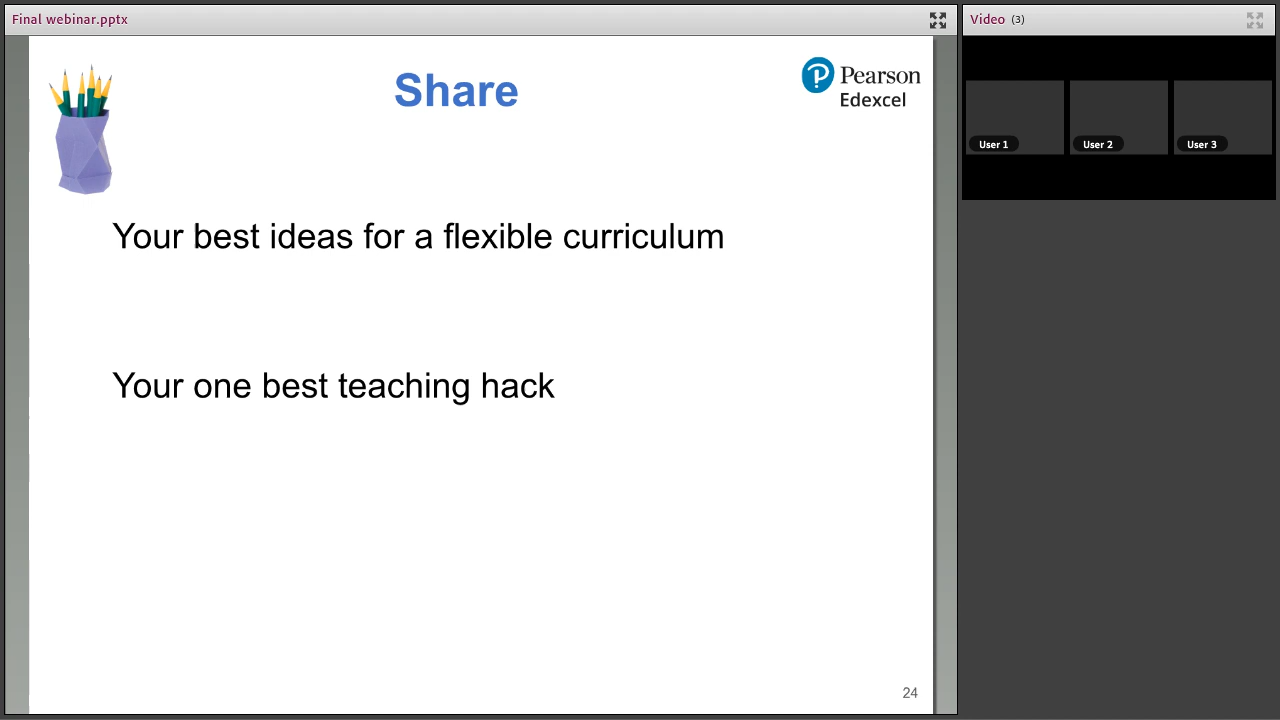 Final webinar.pptx
Video (3)
Share
Pearson
Edexcel
User 1
User 2
User 3
Your best ideas for a flexible curriculum
Your one best teaching hack
24